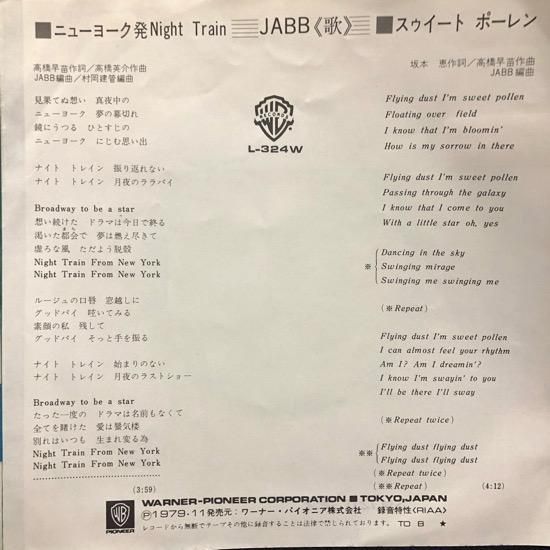 ■ニューヨーク発Night Train JABB《歌》 ■スゥイート ポーレン
高橋早苗作詞／高橋英介作曲
JABB編曲／村岡建管編曲
見果てぬ想い 真夜中の
ニューヨーク 夢の幕切れ
鏡にうつる ひとすじの
ニューヨーク にじむ思い出
ナイト トレイン 振り返れない
ナイト トレイン 月夜のララバイ
Broadway to be a star
想い続けた ドラマは今日で終る
渇いた都会で 夢は燃え尽きて
虚ろな風 ただよう脱殻
Night Train From New York
Night Train From New York
ルージュの口唇 窓越しに
グッドバイ 呟いてみる
素顔の私 残して
グッドバイ そっと手を振る
ナイト トレイン 始まりのない
ナイト トレイン 月夜のラストショー
Broadway to be a star
たった一度の ドラマは名前もなくて
全てを賭けた 愛は蜃気楼
別れはいつも 生まれ変る為
Night Train From New York
Night Train From New York
(3:59)
WB
RECORDS
L-324W
坂本 恵作詞／高橋早苗作曲
JABB編曲
Flying dust I'm sweet pollen
Floating over field
I know that I'm bloomin'
How is my sorrow in there
Flying dust I'm sweet pollen
Passing through the galaxy
I know that I come to you
With a little star oh, yes
※ Dancing in the sky
Swinging mirage
Swinging me swinging me
(※Repeat)
Flying dust I'm sweet pollen
I can almost feel your rhythm
Am I? Am I dreamin'?
I know I'm swayin' to you
I'll be there I'll sway
(※Repeat twice)
※※ Flying dust flying dust
Flying dust flying dust
(※Repeat twice)
(※※Repeat) (4:12)
WB
PIONEER
WARNER-PIONEER CORPORATION ■ TOKYO, JAPAN
Ⓟ1979・11発売元：ワーナー・パイオニア株式会社 録音特性《RIAA》
レコードから無断でテープその他に録音することは法律で禁じられております。 TO B ★